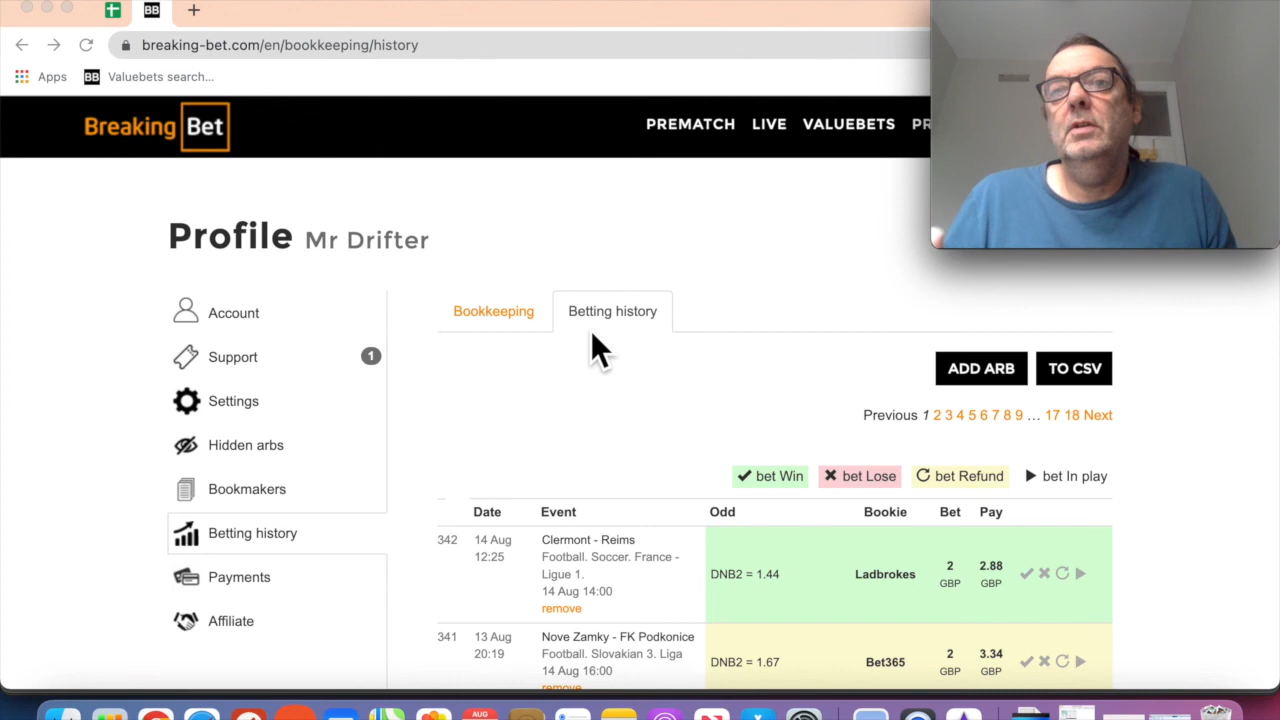 BB
+
breaking-bet.com/en/bookkeeping/history
Apps
BB
Valuebets search...
Breaking Bet
PREMATCH
LIVE
VALUEBETS
Profile Mr Drifter
Account
Support
1
Settings
Hidden arbs
Bookmakers
Betting history
Payments
Affiliate
Bookkeeping
Betting history
ADD ARB
TO CSV
Previous 1 2 3 4 5 6 7 8 9 ... 17 18 Next
bet Win
bet Lose
bet Refund
bet In play
Date Event Odd Bookie Bet Pay
342
14 Aug
12:25
Clermont - Reims
Football. Soccer. France -
Ligue 1.
14 Aug 14:00
remove
DNB2 = 1.44
Ladbrokes
2
GBP
2.88
GBP
341
13 Aug
20:19
Nove Zamky - FK Podkonice
Football. Slovakian 3. Liga
14 Aug 16:00
remove
DNB2 = 1.67
Bet365
2
GBP
3.34
GBP
AUG